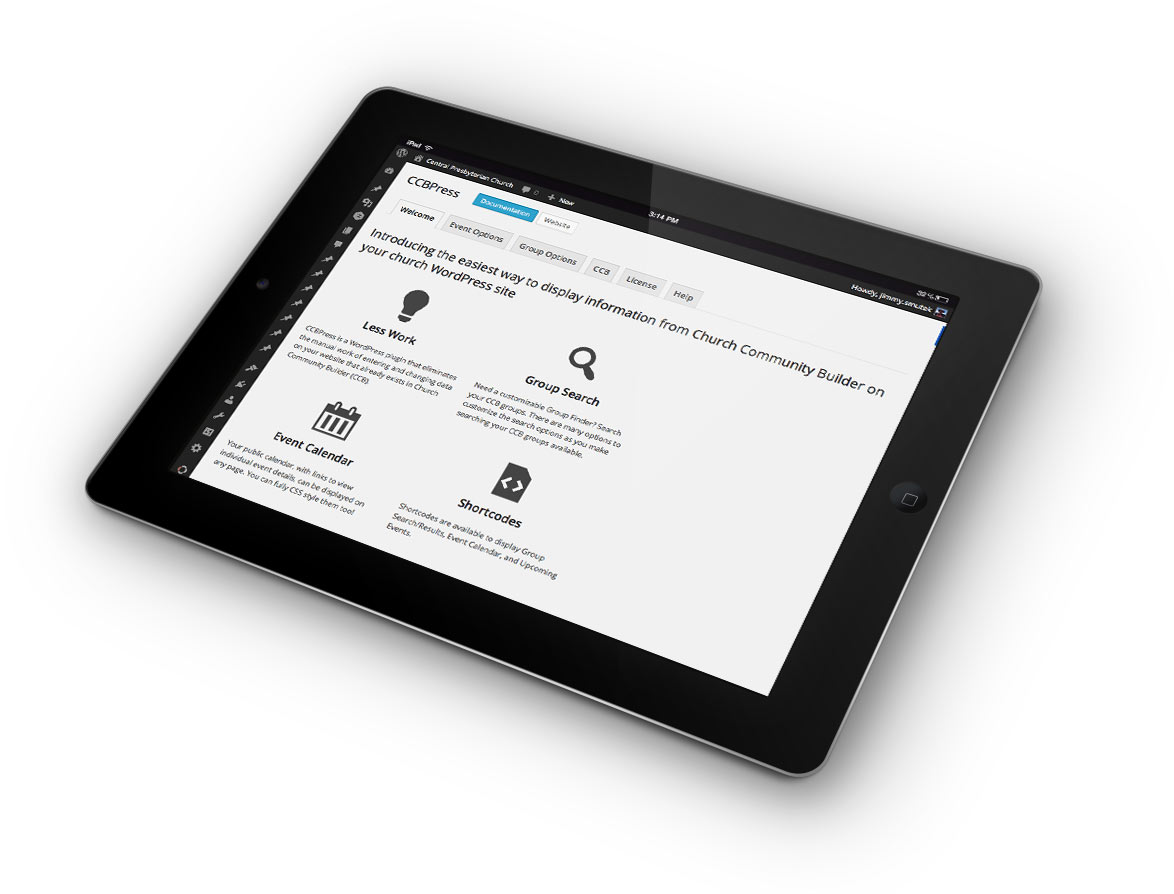 iPad
3:14 PM
39%
Central Presbyterian Church
0
New
Howdy, jimmy.smutek
CCBPress
Documentation
Website
Welcome
Event Options
Group Options
CCB
License
Help
Introducing the easiest way to display information from Church Community Builder on
your church WordPress site
Less Work
CCBPress is a WordPress plugin that eliminates
the manual work of entering and changing data
on your website that already exists in Church
Community Builder (CCB).
Group Search
Need a customizable Group Finder? Search
your CCB groups. There are many options to
customize the search options as you make
searching your CCB groups available.
Event Calendar
Your public calendar, with links to view
individual event details, can be displayed on
any page. You can fully CSS style them too!
Shortcodes
Shortcodes are available to display Group
Search/Results, Event Calendar, and Upcoming
Events.